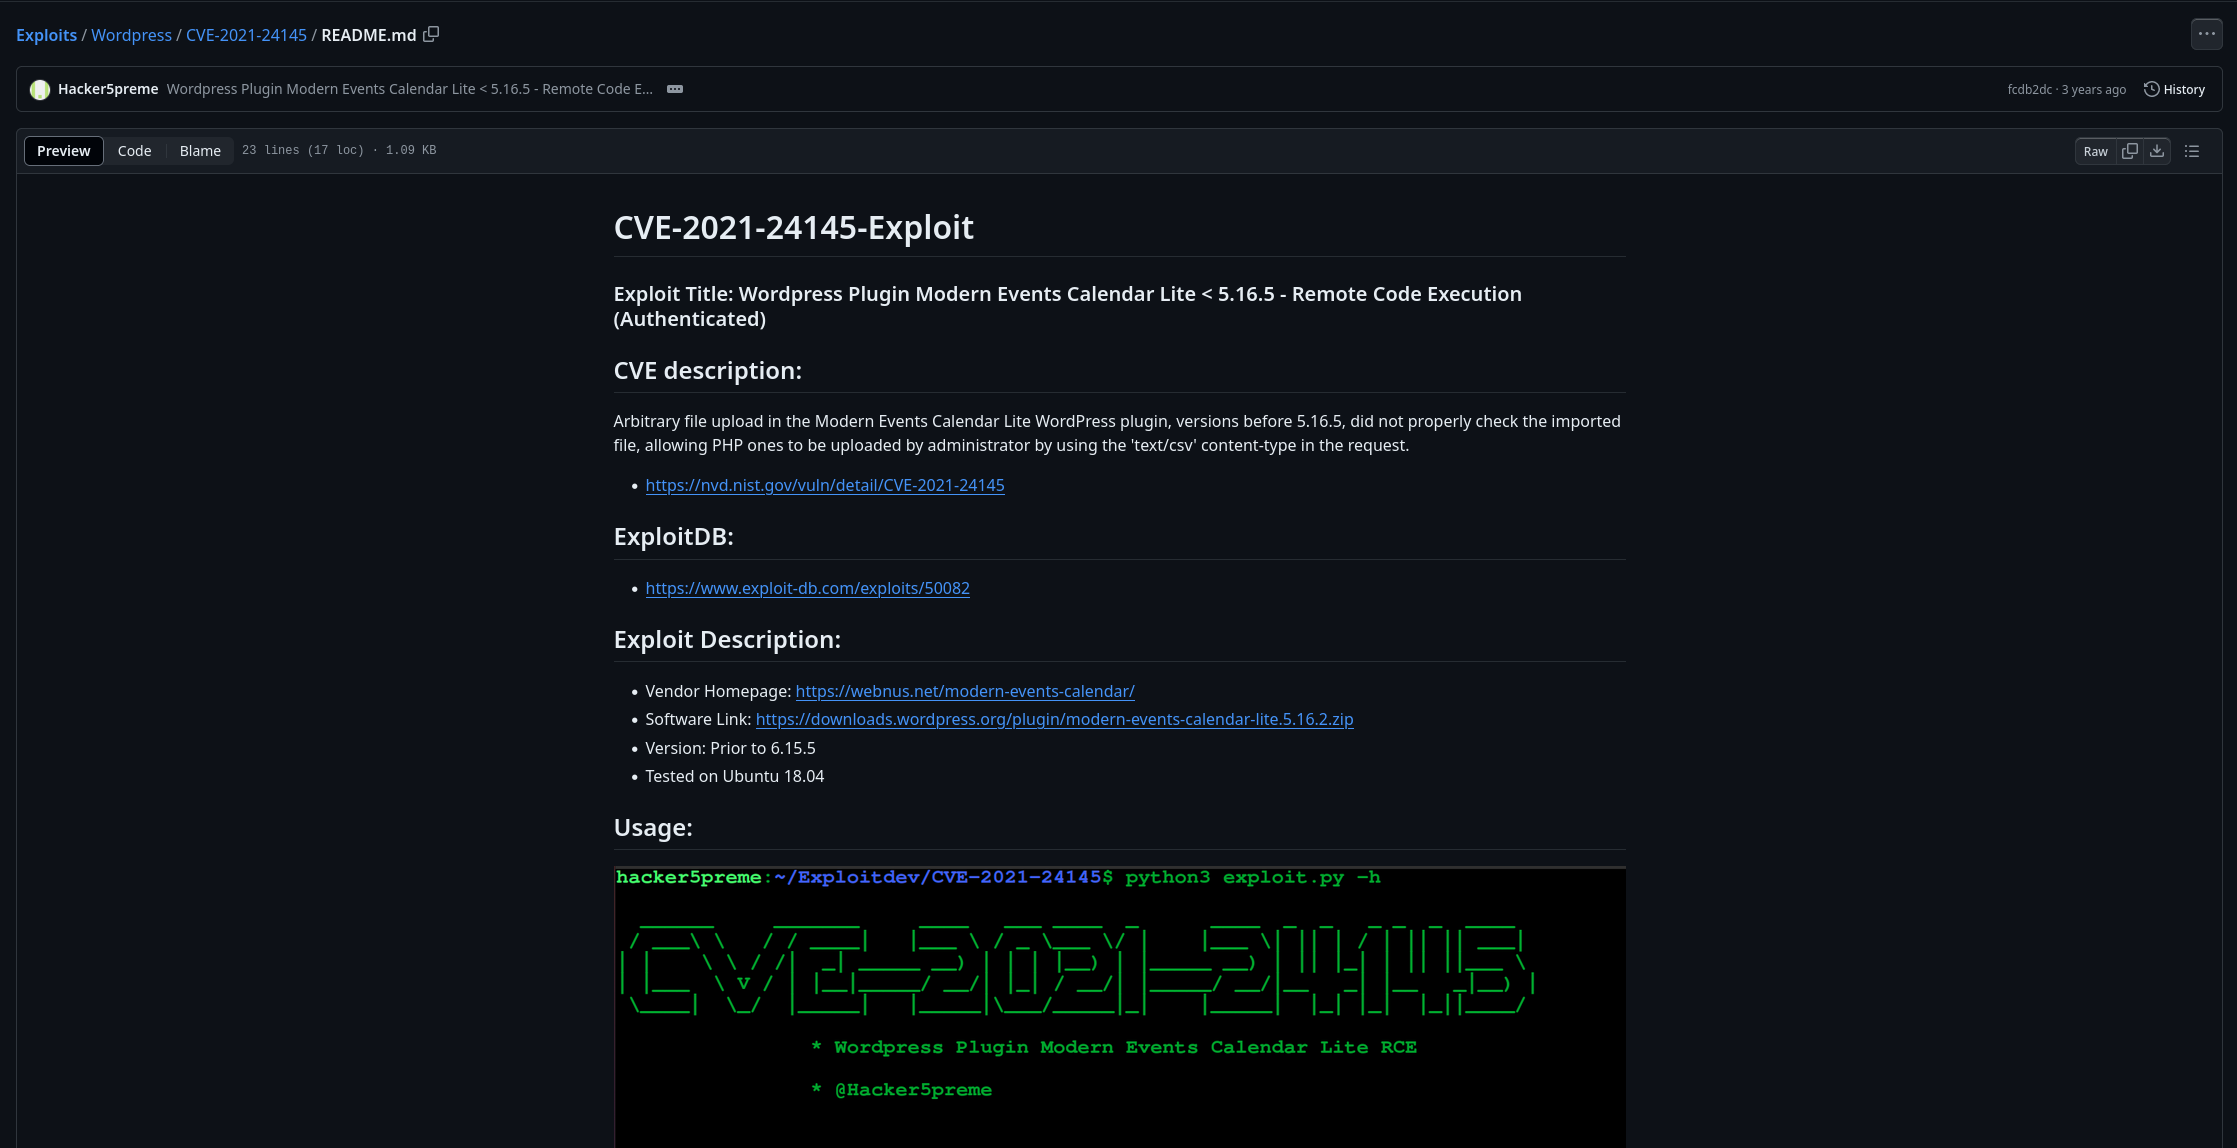 Exploits / Wordpress / CVE-2021-24145 / README.md
Hacker5preme Wordpress Plugin Modern Events Calendar Lite < 5.16.5 - Remote Code E... fcdb2dc · 3 years ago History
Preview Code Blame 23 lines (17 loc) · 1.09 KB Raw
CVE-2021-24145-Exploit
Exploit Title: Wordpress Plugin Modern Events Calendar Lite < 5.16.5 - Remote Code Execution
(Authenticated)
CVE description:
Arbitrary file upload in the Modern Events Calendar Lite WordPress plugin, versions before 5.16.5, did not properly check the imported
file, allowing PHP ones to be uploaded by administrator by using the 'text/csv' content-type in the request.
• https://nvd.nist.gov/vuln/detail/CVE-2021-24145
ExploitDB:
• https://www.exploit-db.com/exploits/50082
Exploit Description:
• Vendor Homepage: https://webnus.net/modern-events-calendar/
• Software Link: https://downloads.wordpress.org/plugin/modern-events-calendar-lite.5.16.2.zip
• Version: Prior to 6.15.5
• Tested on Ubuntu 18.04
Usage:
hacker5preme:~/Exploitdev/CVE-2021-24145$ python3 exploit.py -h
CVE-2021-24145
* Wordpress Plugin Modern Events Calendar Lite RCE
* @Hacker5preme